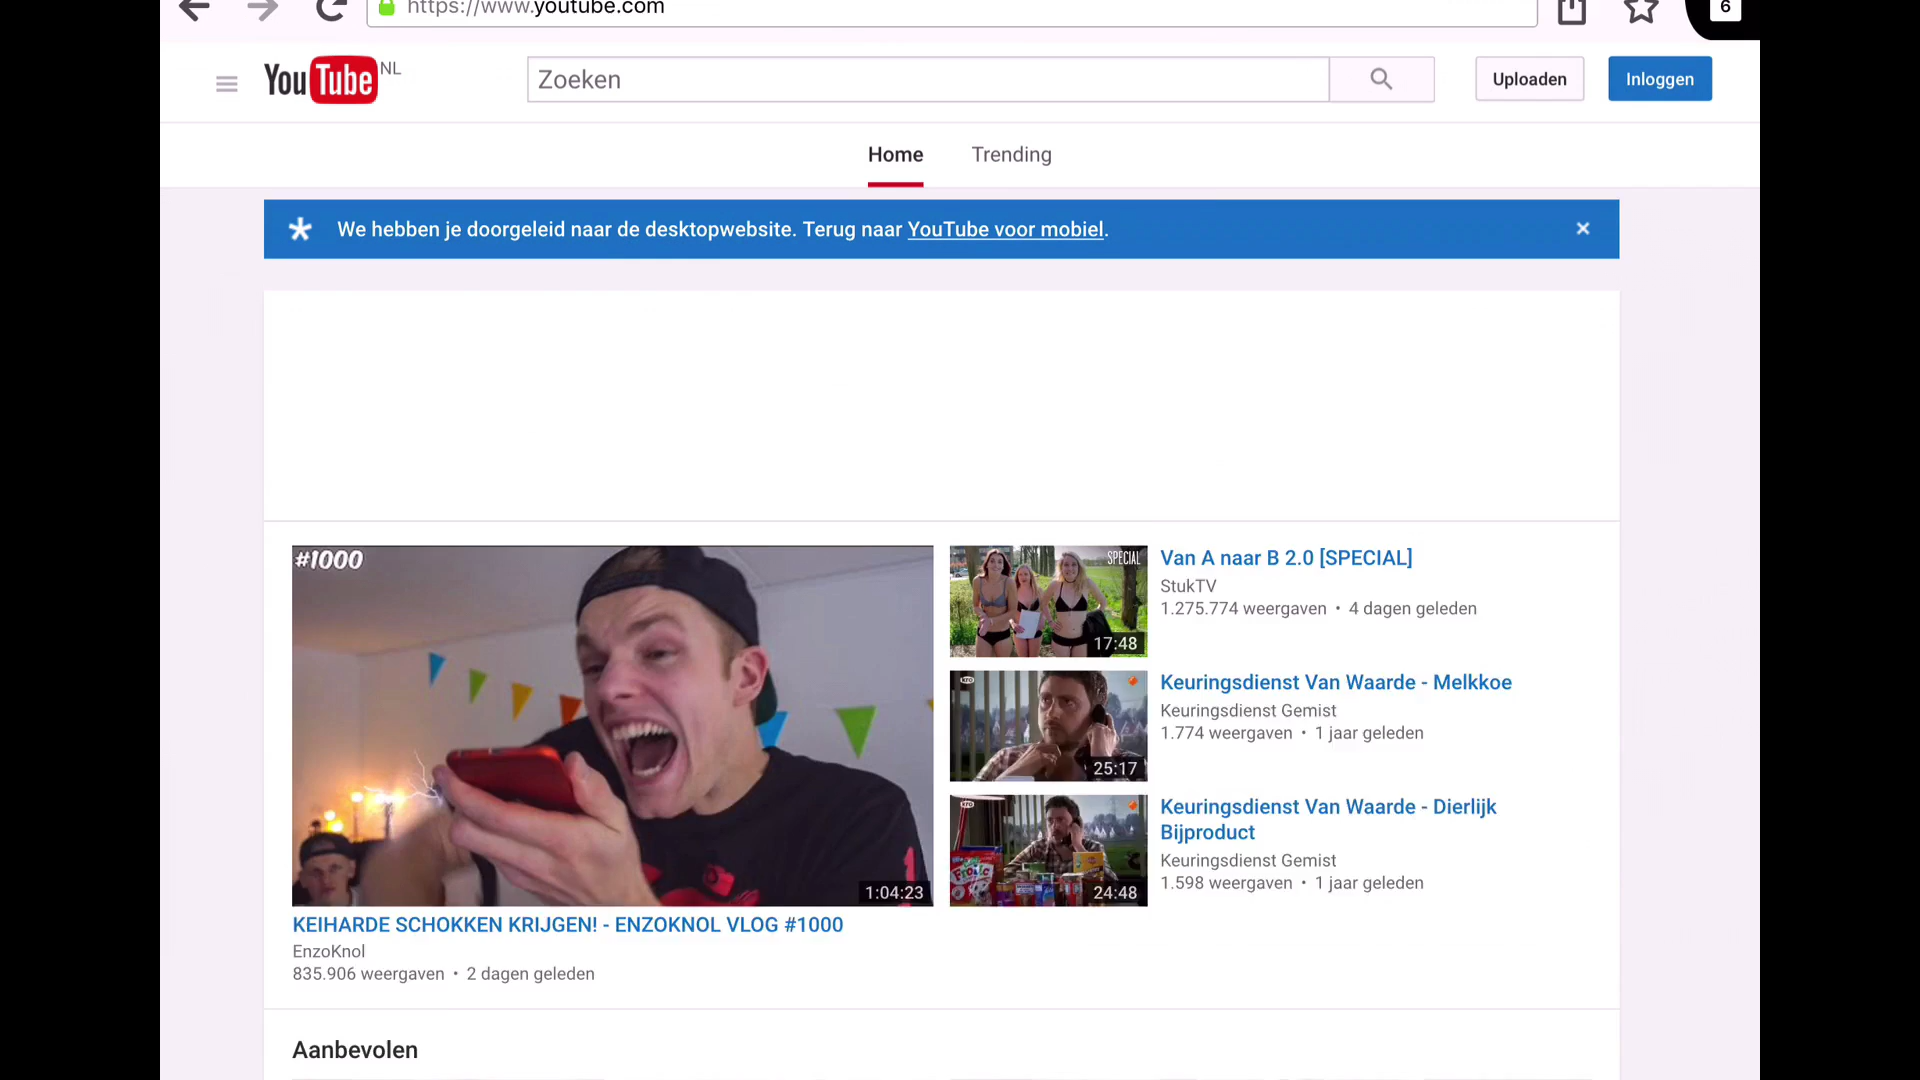 https://www.youtube.com
6
YouTube NL
Zoeken
Uploaden
Inloggen
Home
Trending
We hebben je doorgeleid naar de desktopwebsite. Terug naar YouTube voor mobiel.
#1000
1:04:23
KEIHARDE SCHOKKEN KRIJGEN! - ENZOKNOL VLOG #1000
EnzoKnol
835.906 weergaven • 2 dagen geleden
SPECIAL
17:48
Van A naar B 2.0 [SPECIAL]
StukTV
1.275.774 weergaven • 4 dagen geleden
kro
25:17
Keuringsdienst Van Waarde - Melkkoe
Keuringsdienst Gemist
1.774 weergaven • 1 jaar geleden
kro
24:48
Keuringsdienst Van Waarde - Dierlijk
Bijproduct
Keuringsdienst Gemist
1.598 weergaven • 1 jaar geleden
Aanbevolen